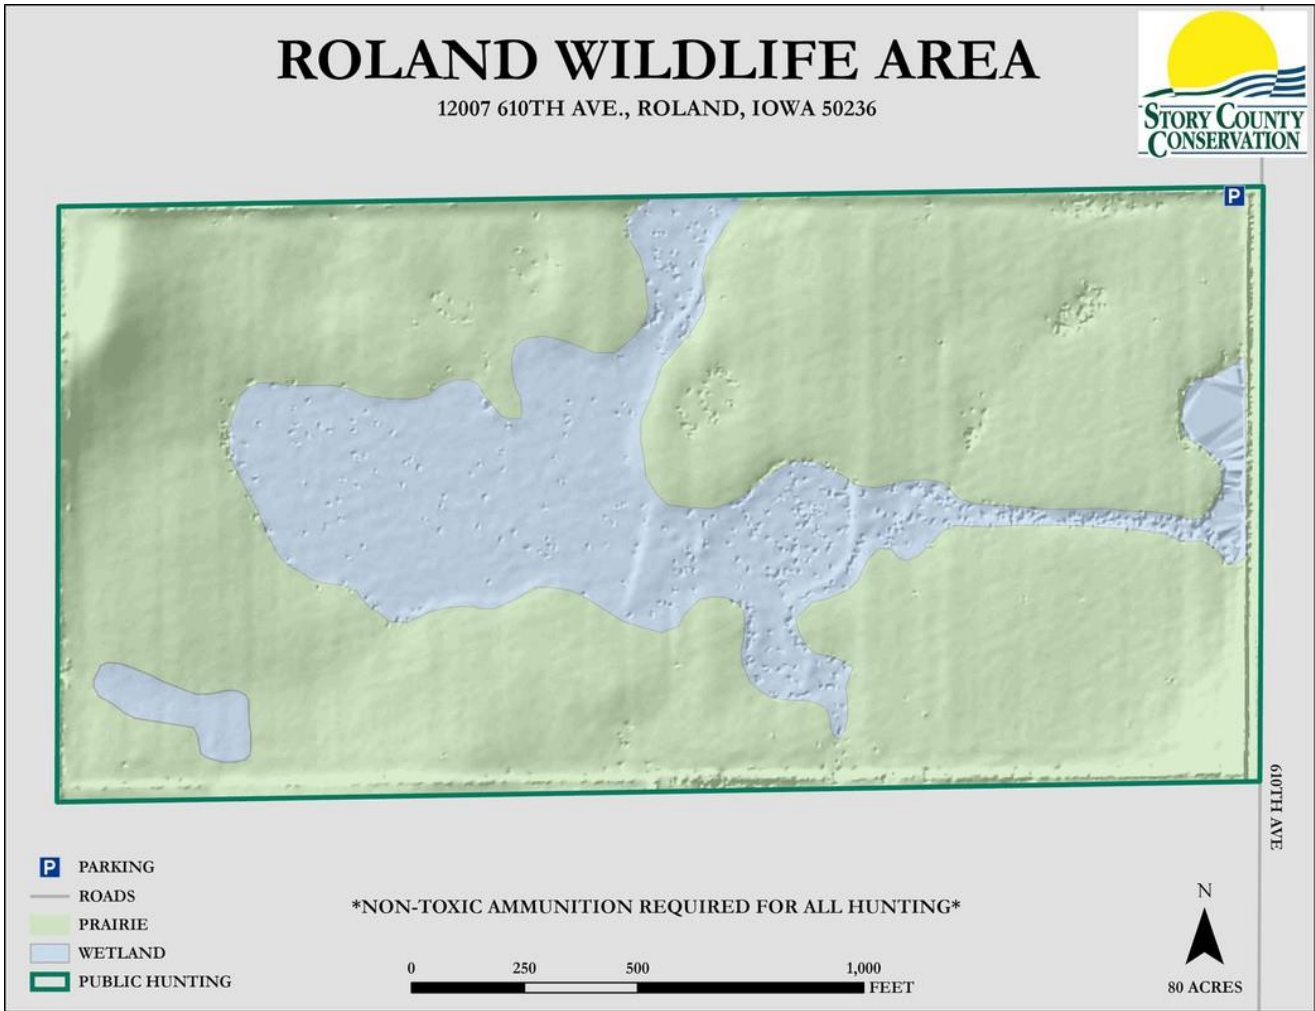 ROLAND WILDLIFE AREA
12007 610TH AVE., ROLAND, IOWA 50236
STORY COUNTY
CONSERVATION
P
610TH AVE
P PARKING
ROADS
PRAIRIE
WETLAND
PUBLIC HUNTING
*NON-TOXIC AMMUNITION REQUIRED FOR ALL HUNTING*
0 250 500 1,000
FEET
N
80 ACRES